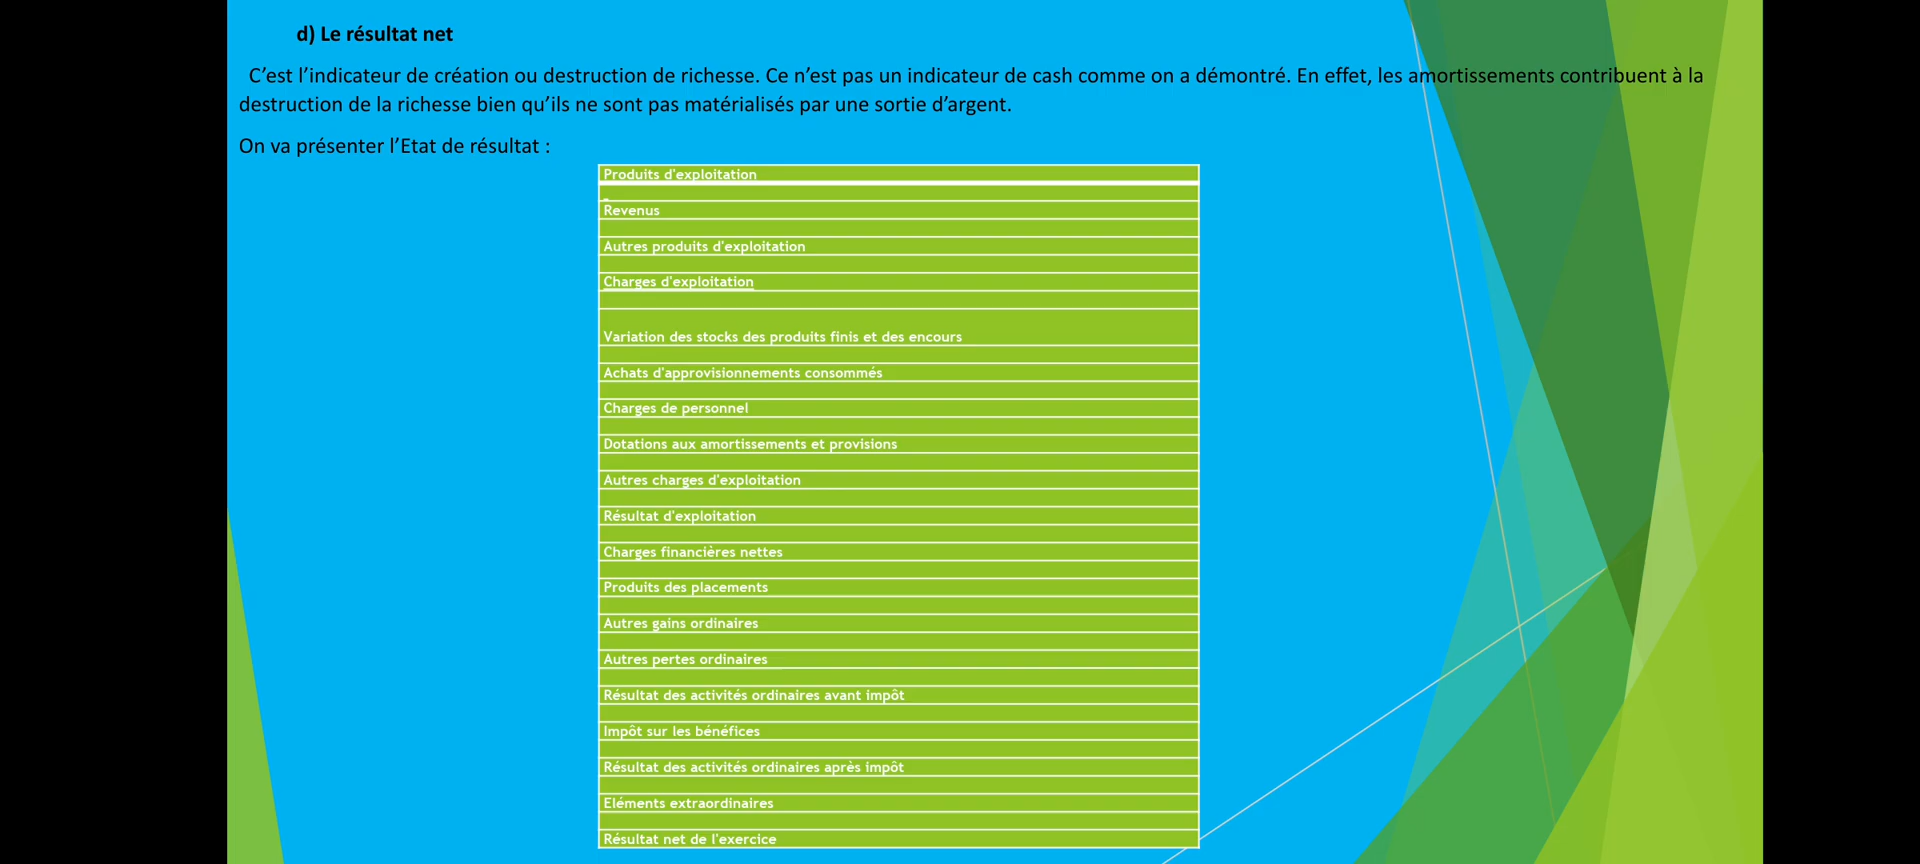 d) Le résultat net
C’est l’indicateur de création ou destruction de richesse. Ce n’est pas un indicateur de cash comme on a démontré. En effet, les amortissements contribuent à la
destruction de la richesse bien qu’ils ne sont pas matérialisés par une sortie d’argent.
On va présenter l’Etat de résultat :
Produits d'exploitation
Revenus
Autres produits d'exploitation
Charges d'exploitation
Variation des stocks des produits finis et des encours
Achats d'approvisionnements consommés
Charges de personnel
Dotations aux amortissements et provisions
Autres charges d'exploitation
Résultat d'exploitation
Charges financières nettes
Produits des placements
Autres gains ordinaires
Autres pertes ordinaires
Résultat des activités ordinaires avant impôt
Impôt sur les bénéfices
Résultat des activités ordinaires après impôt
Eléments extraordinaires
Résultat net de l'exercice